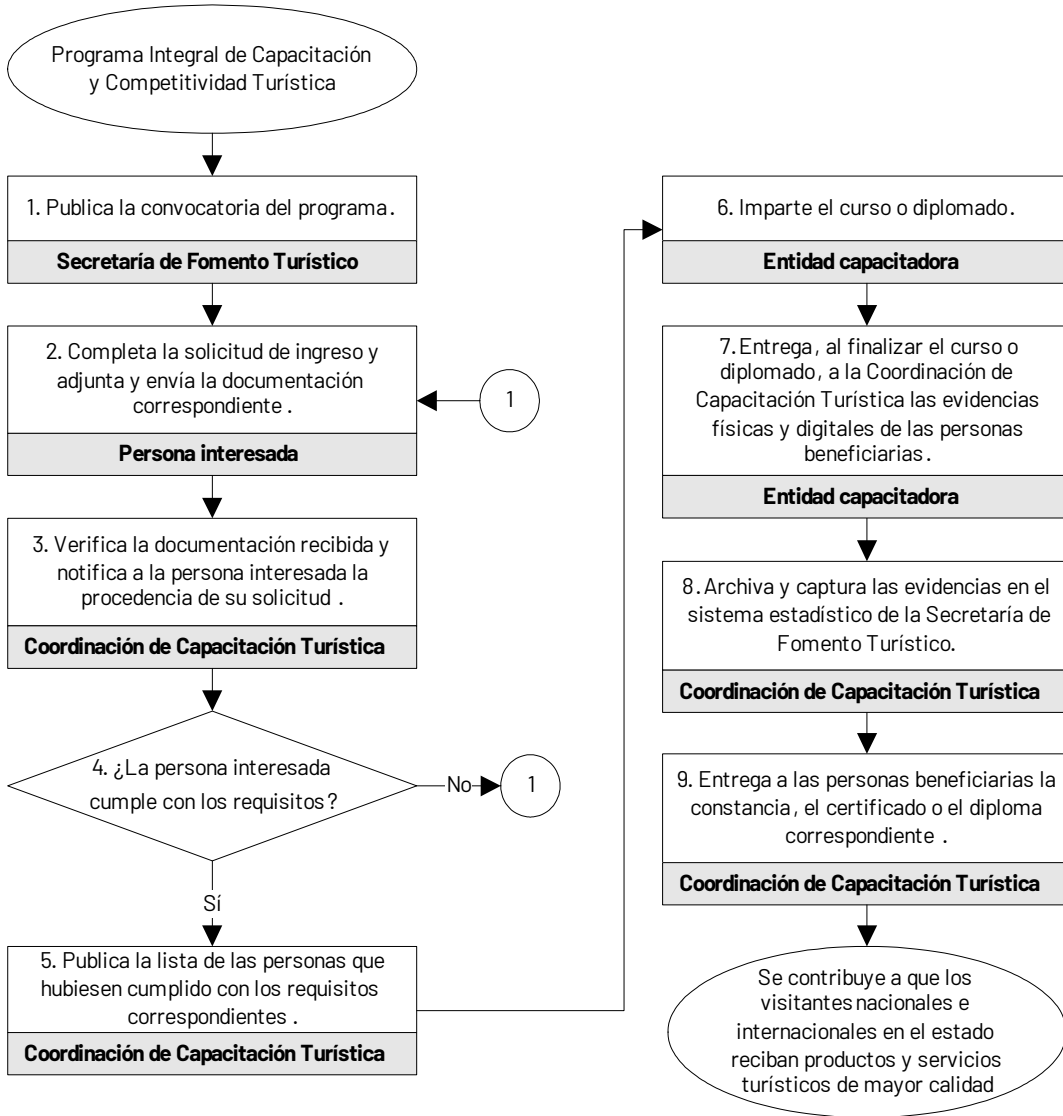 Programa Integral de Capacitación
y Competitividad Turística
1. Publica la convocatoria del programa.
Secretaría de Fomento Turístico
2. Completa la solicitud de ingreso y
adjunta y envía la documentación
correspondiente.
1
Persona interesada
3. Verifica la documentación recibida y
notifica a la persona interesada la
procedencia de su solicitud.
Coordinación de Capacitación Turística
4. ¿La persona interesada
cumple con los requisitos?
No
1
Sí
5. Publica la lista de las personas que
hubiesen cumplido con los requisitos
correspondientes.
Coordinación de Capacitación Turística
6. Imparte el curso o diplomado.
Entidad capacitadora
7. Entrega, al finalizar el curso o
diplomado, a la Coordinación de
Capacitación Turística las evidencias
físicas y digitales de las personas
beneficiarias.
Entidad capacitadora
8. Archiva y captura las evidencias en el
sistema estadístico de la Secretaría de
Fomento Turístico.
Coordinación de Capacitación Turística
9. Entrega a las personas beneficiarias la
constancia, el certificado o el diploma
correspondiente.
Coordinación de Capacitación Turística
Se contribuye a que los
visitantes nacionales e
internacionales en el estado
reciban productos y servicios
turísticos de mayor calidad